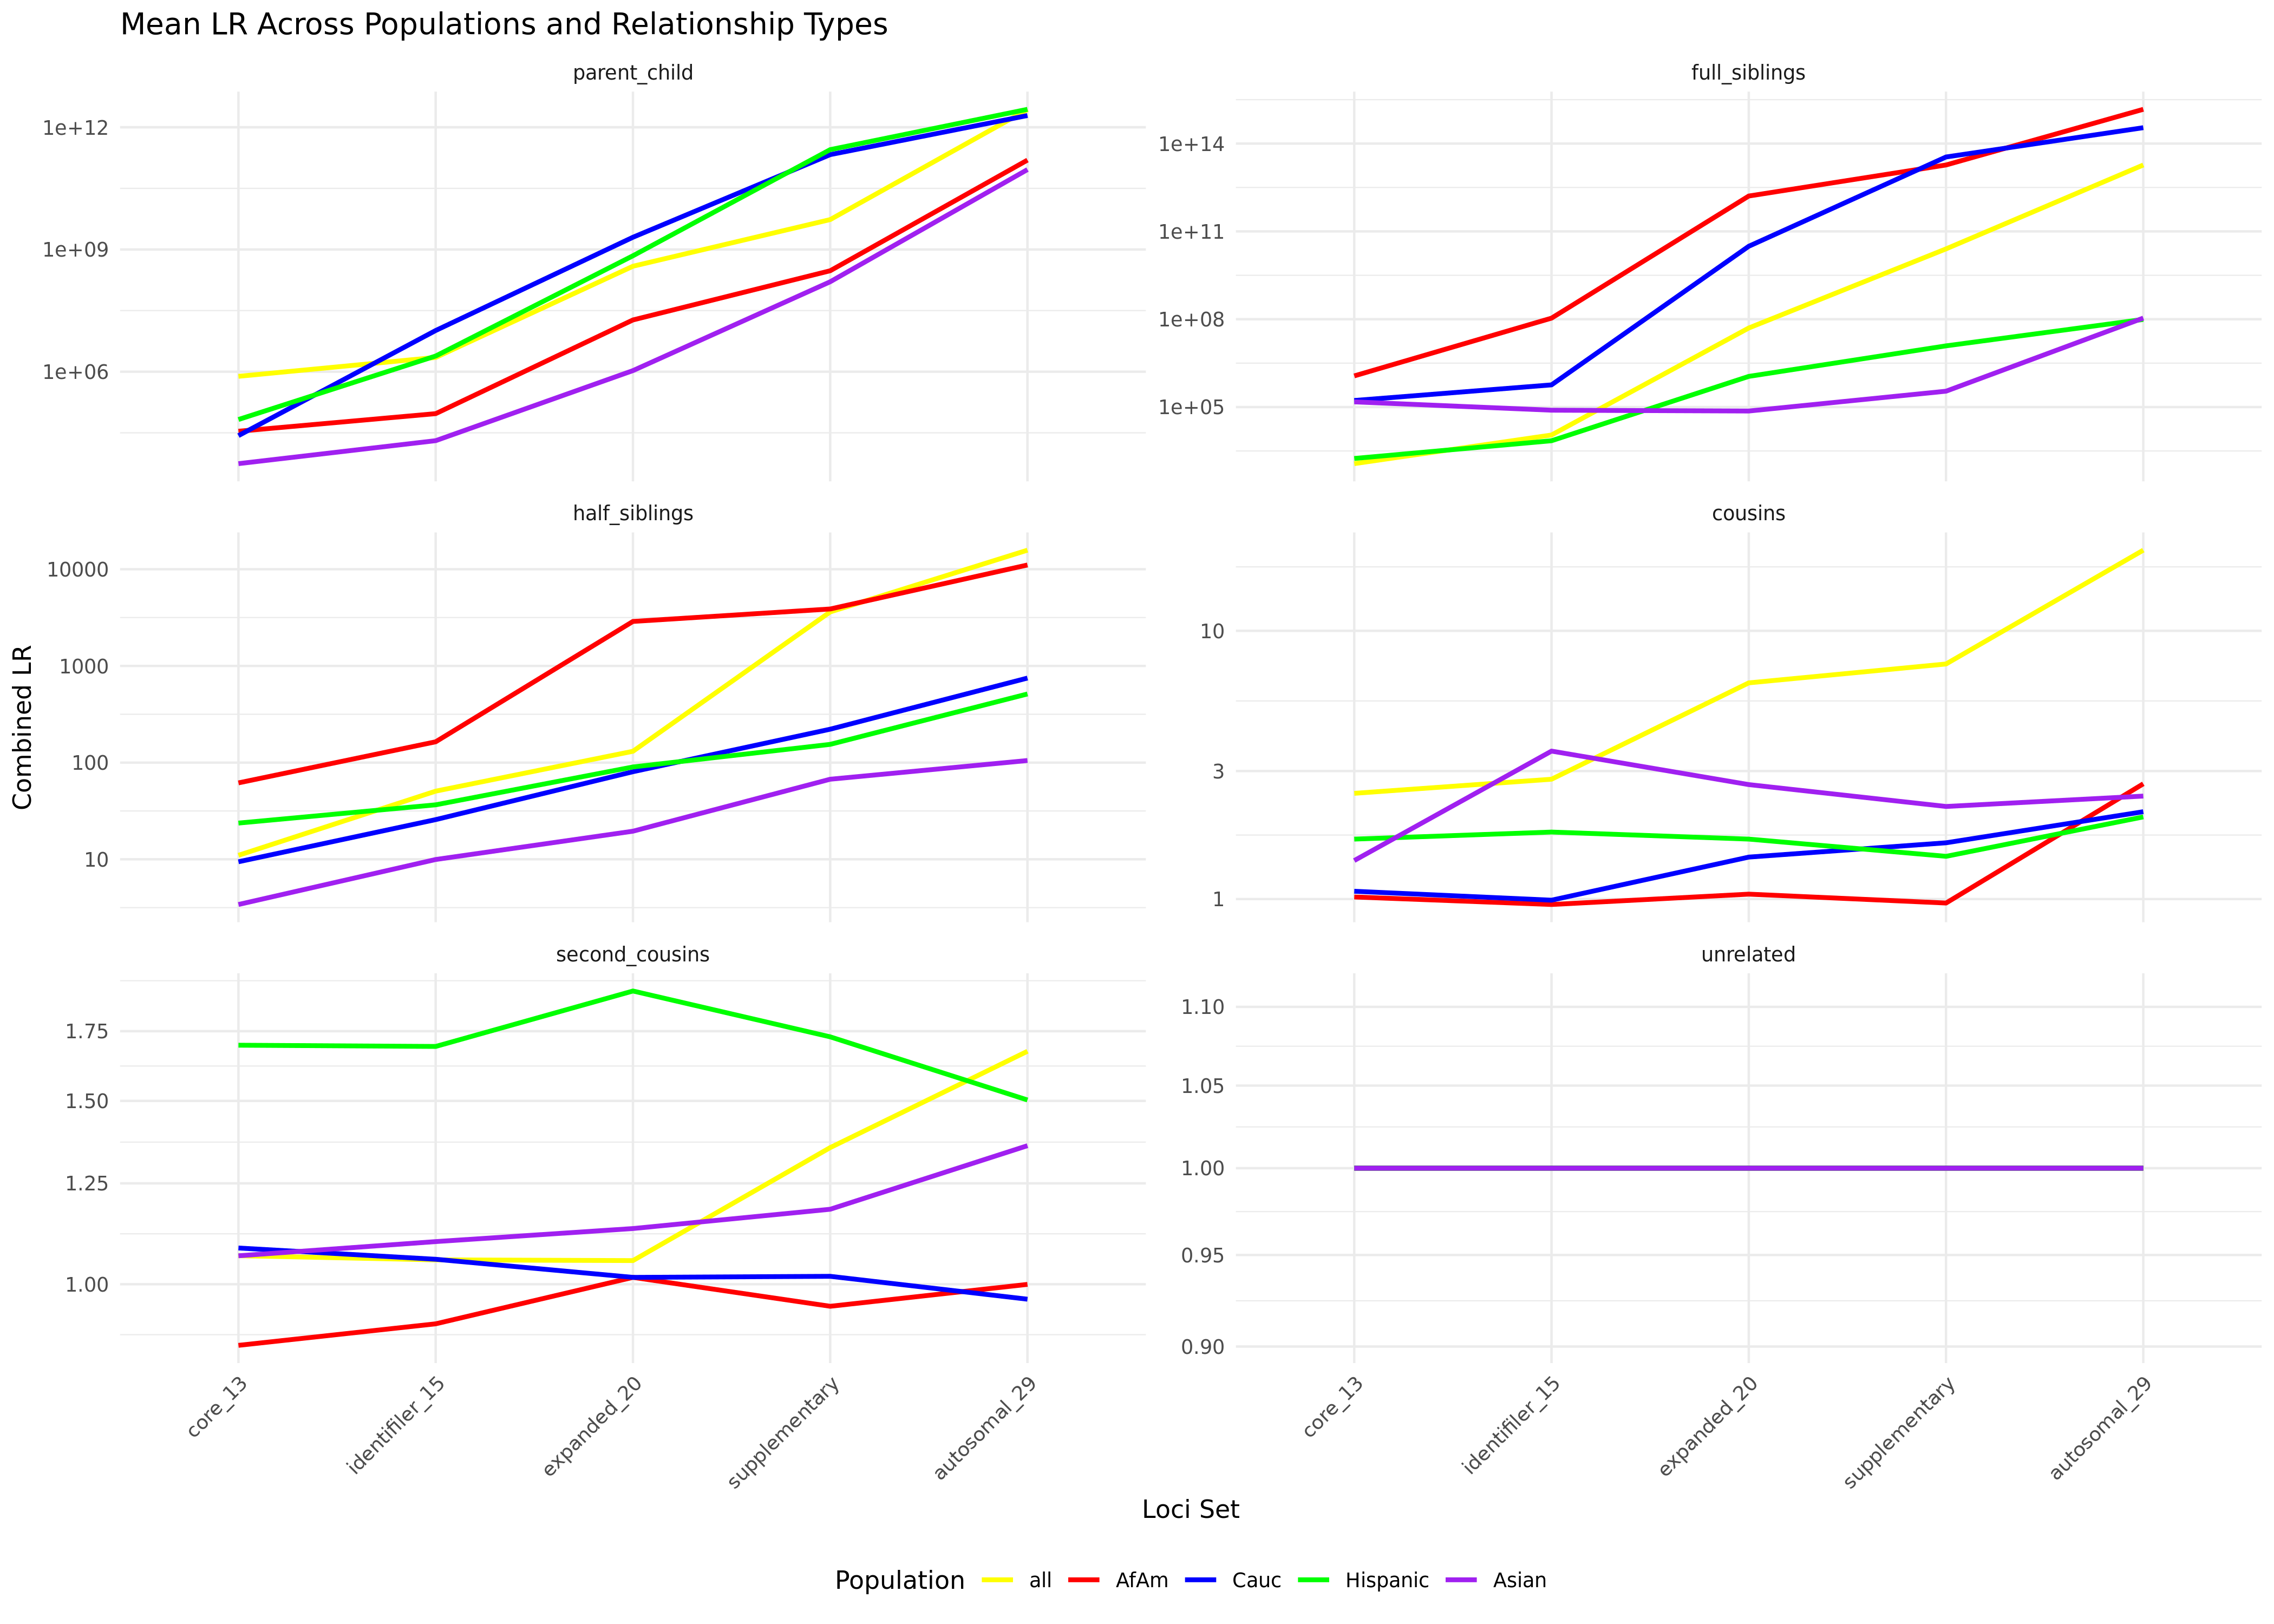 Mean LR Across Populations and Relationship Types
parent_child
full_siblings
1e+12
1e+09
1e+06
1e+14
1e+11
1e+08
1e+05
half_siblings
cousins
Combined LR
10000
1000
100
10
10
3
1
second_cousins
unrelated
1.75
1.50
1.25
1.00
1.10
1.05
1.00
0.95
0.90
core_13
identifiler_15
expanded_20
supplementary
autosomal_29
core_13
identifiler_15
expanded_20
supplementary
autosomal_29
Loci Set
Population all AfAm Cauc Hispanic Asian